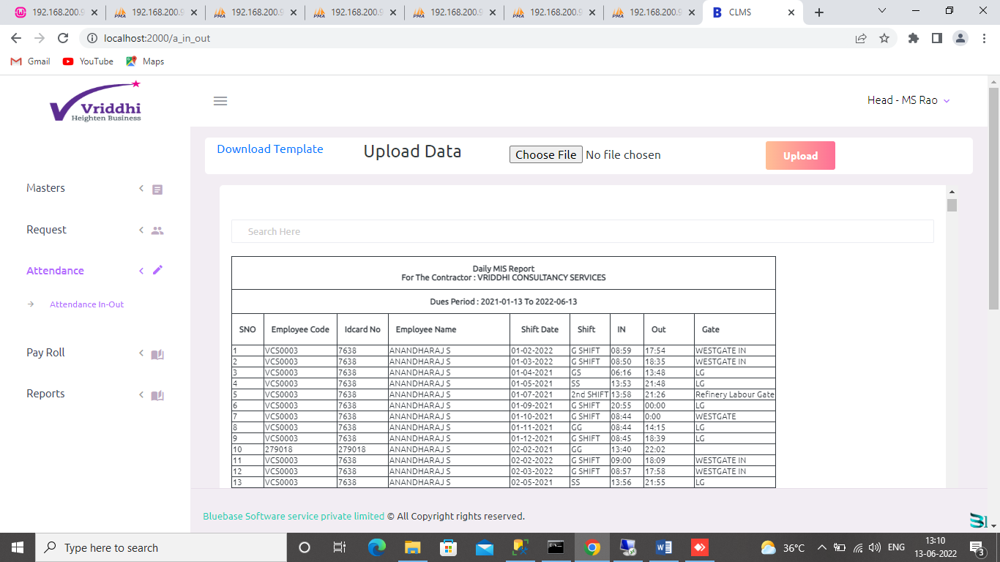 192.168.200.9 192.168.200.9 192.168.200.9 192.168.200.9 192.168.200.9 192.168.200.9 192.168.200.9 CLMS
localhost:2000/a_in_out
Gmail YouTube Maps
Vriddhi
Heighten Business
Head - MS Rao
Download Template Upload Data Choose File No file chosen Upload
Masters
Request
Attendance
Attendance In-Out
Pay Roll
Reports
Search Here
Daily MIS Report
For The Contractor : VRIDDHI CONSULTANCY SERVICES
Dues Period : 2021-01-13 To 2022-06-13
SNO Employee Code Idcard No Employee Name Shift Date Shift IN Out Gate
1 VCS0003 7638 ANANDHARAJ S 01-02-2022 G SHIFT 08:59 17:54 WESTGATE IN
2 VCS0003 7638 ANANDHARAJ S 01-03-2022 G SHIFT 08:50 18:35 WESTGATE IN
3 VCS0003 7638 ANANDHARAJ S 01-04-2021 GS 06:16 13:48 LG
4 VCS0003 7638 ANANDHARAJ S 01-05-2021 SS 13:53 21:48 LG
5 VCS0003 7638 ANANDHARAJ S 01-07-2021 2nd SHIFT 13:58 21:26 Refinery Labour Gate
6 VCS0003 7638 ANANDHARAJ S 01-09-2021 G SHIFT 20:55 00:00 LG
7 VCS0003 7638 ANANDHARAJ S 01-10-2021 G SHIFT 08:44 0:00 WESTGATE
8 VCS0003 7638 ANANDHARAJ S 01-11-2021 GG 08:44 14:15 LG
9 VCS0003 7638 ANANDHARAJ S 01-12-2021 G SHIFT 08:45 18:39 LG
10 279018 279018 ANANDHARAJ S 02-02-2021 GG 13:40 22:02
11 VCS0003 7638 ANANDHARAJ S 02-02-2022 G SHIFT 09:00 18:09 WESTGATE IN
12 VCS0003 7638 ANANDHARAJ S 02-03-2022 G SHIFT 08:57 17:58 WESTGATE IN
13 VCS0003 7638 ANANDHARAJ S 02-05-2021 SS 13:56 21:55 LG
Bluebase Software service private limited © All Copyright rights reserved.
Type here to search
36°C ENG 13:10
13-06-2022 3